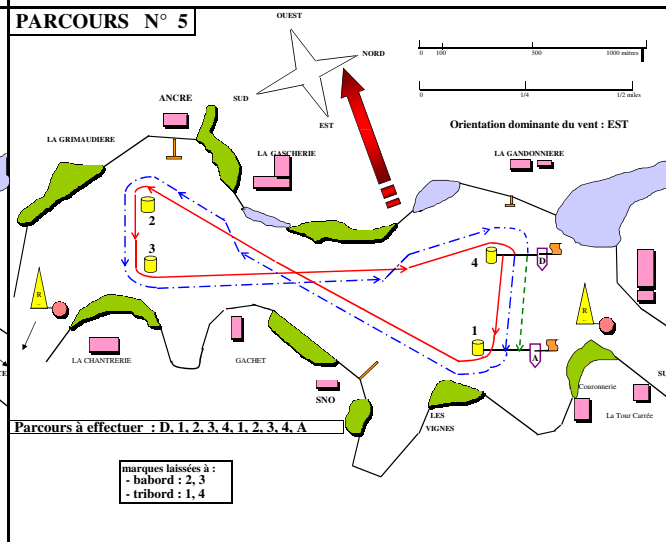 PARCOURS N° 5
OUEST
NORD
SUD
EST
0 100 500 1000 mètres
0 1/4 1/2 miles
Orientation dominante du vent : EST
ANCRE
LA GRIMAUDIERE
LA GASCHERIE
LA GANDONNIERE
2
3
4
D
1
A
R
R
LA CHANTRERIE
GACHET
SNO
LES
VIGNES
Couronnerie
La Tour Carrée
Parcours à effectuer : D, 1, 2, 3, 4, 1, 2, 3, 4, A
marques laissées à :
- babord : 2, 3
- tribord : 1, 4